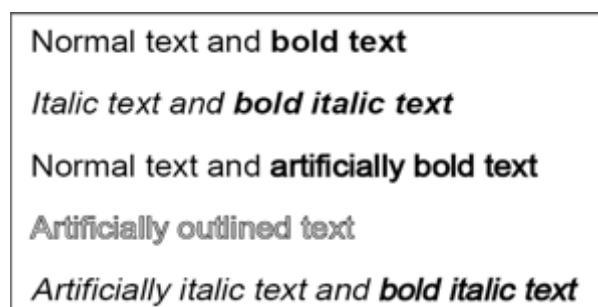 Normal text and bold text
Italic text and bold italic text
Normal text and artificially bold text
Artificially outlined text
Artificially italic text and bold italic text